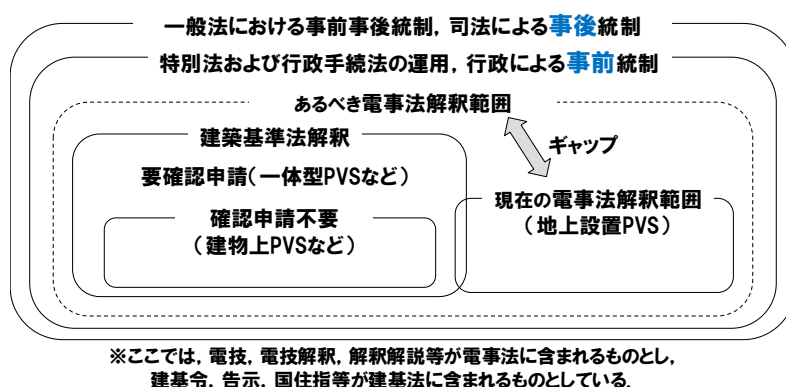 一般法における事前事後統制，司法による事後統制
特別法および行政手続法の運用，行政による事前統制
あるべき電事法解釈範囲
建築基準法解釈
ギャップ
要確認申請（一体型PVSなど）
現在の電事法解釈範囲
（地上設置PVS）
確認申請不要
（建物上PVSなど）
※ここでは，電技，電技解釈，解釈解説等が電事法に含まれるものとし，
建基令，告示，国住指等が建基法に含まれるものとしている．